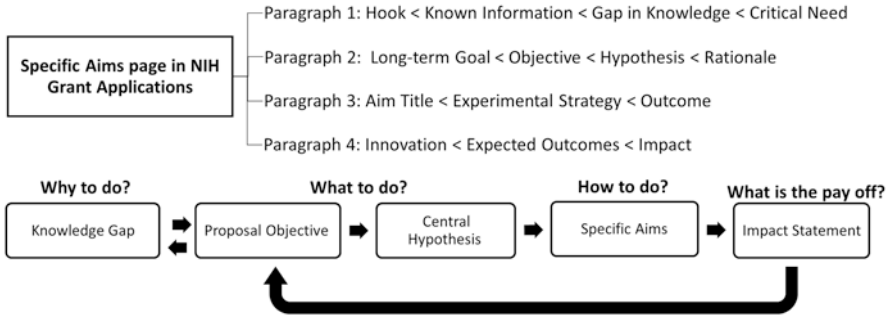 Specific Aims page in NIH
Grant Applications
Paragraph 1: Hook < Known Information < Gap in Knowledge < Critical Need
Paragraph 2: Long-term Goal < Objective < Hypothesis < Rationale
Paragraph 3: Aim Title < Experimental Strategy < Outcome
Paragraph 4: Innovation < Expected Outcomes < Impact
Why to do?
What to do?
How to do?
What is the pay off?
Knowledge Gap
Proposal Objective
Central
Hypothesis
Specific Aims
Impact Statement